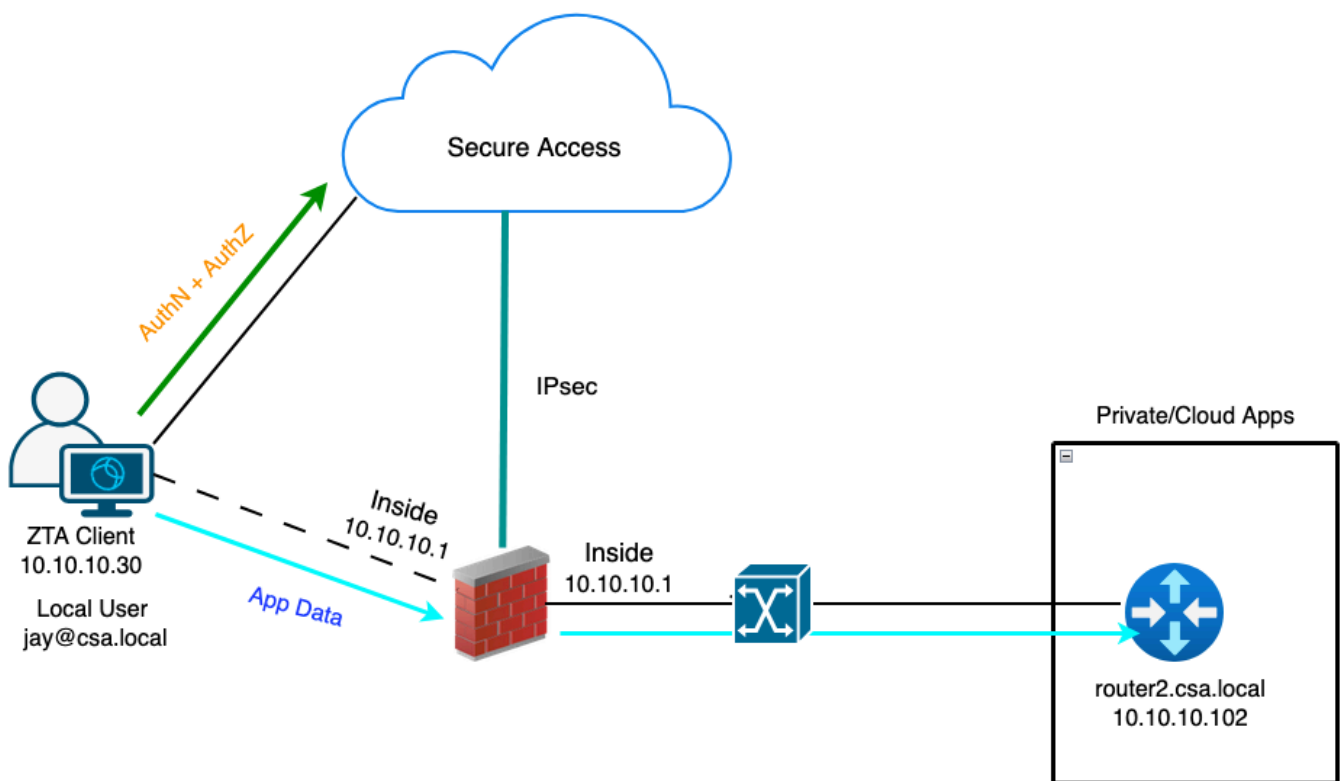 Secure Access
AuthN + AuthZ
IPsec
Private/Cloud Apps
Inside
10.10.10.1
Inside
10.10.10.1
ZTA Client
10.10.10.30
Local User
jay@csa.local
App Data
router2.csa.local
10.10.10.102